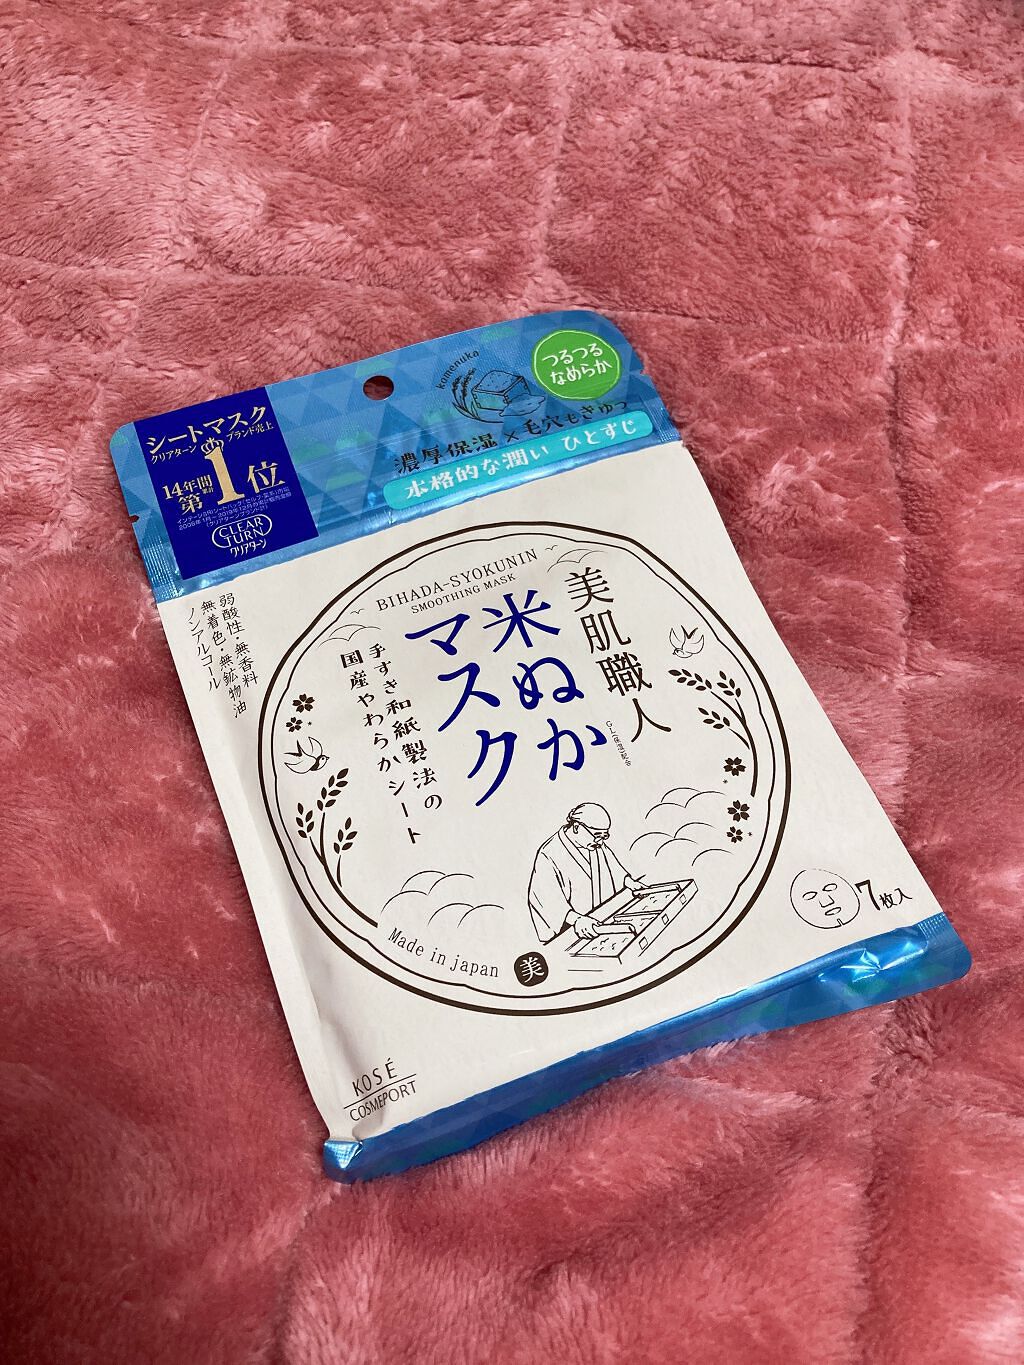 シートマスク
クリアターン ブランド売上
14年間
累計
第1位
CLEAR
TURN
クリアターン
komenuka
つるつる
なめらか
濃厚保湿×毛穴もきゅっ
本格的な潤い ひとすじ
弱酸性・無香料
無着色・無鉱物油
ノンアルコール
BIHADA-SYOKUNIN
SMOOTHING MASK
美肌職人
米ぬか
マスク
手すき和紙製法の
国産やわらかシート
Made in japan
美
7枚入
KOSÉ
COSMEPORT